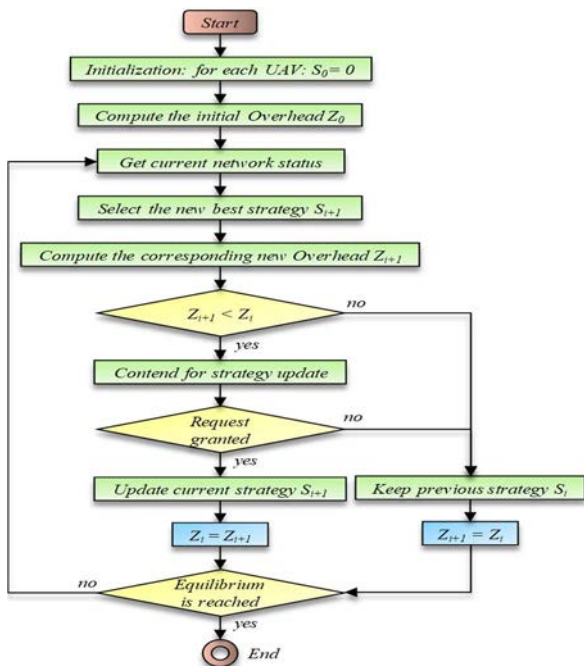 Start
Initialization: for each UAV: S₀= 0
Compute the initial Overhead Z₀
Get current network status
Select the new best strategy Sᵢ₊₁
Compute the corresponding new Overhead Zᵢ₊₁
Zᵢ₊₁ < Zᵢ
no
yes
Contend for strategy update
Request
granted
no
yes
Update current strategy Sᵢ₊₁
Keep previous strategy Sᵢ
Zᵢ = Zᵢ₊₁
Zᵢ₊₁ = Zᵢ
no
Equilibrium
is reached
yes
End